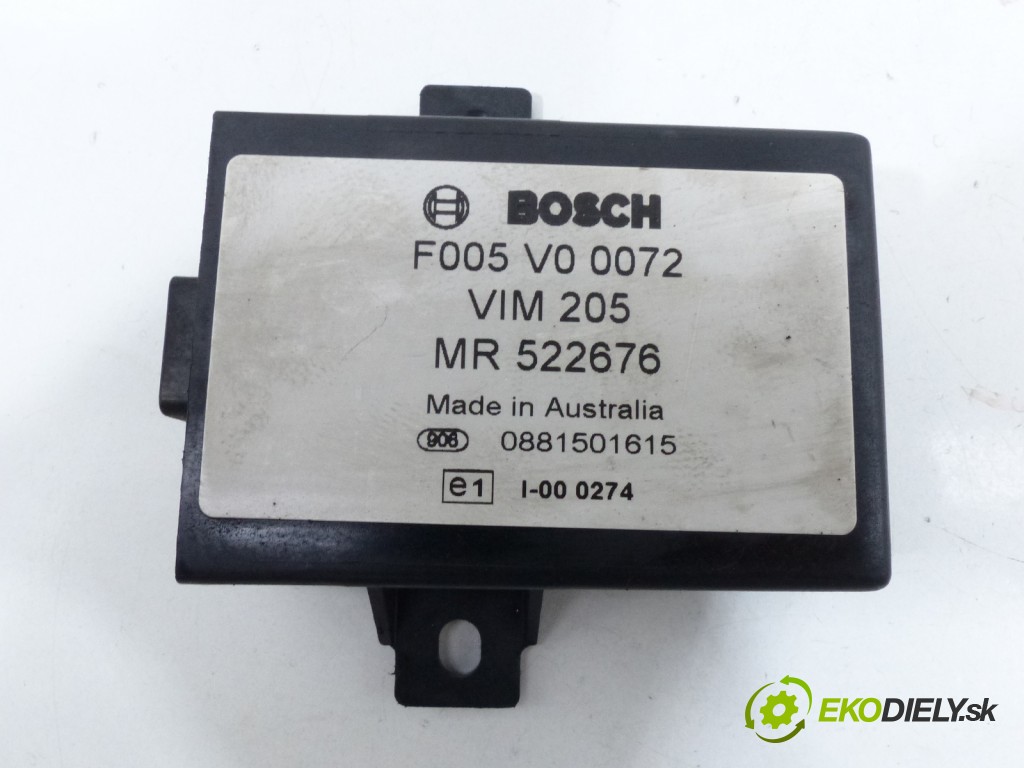 BOSCH
F005 V0 0072
VIM 205
MR 522676
Made in Australia
906 0881501615
e1 I-00 0274
EKODIELY.sk